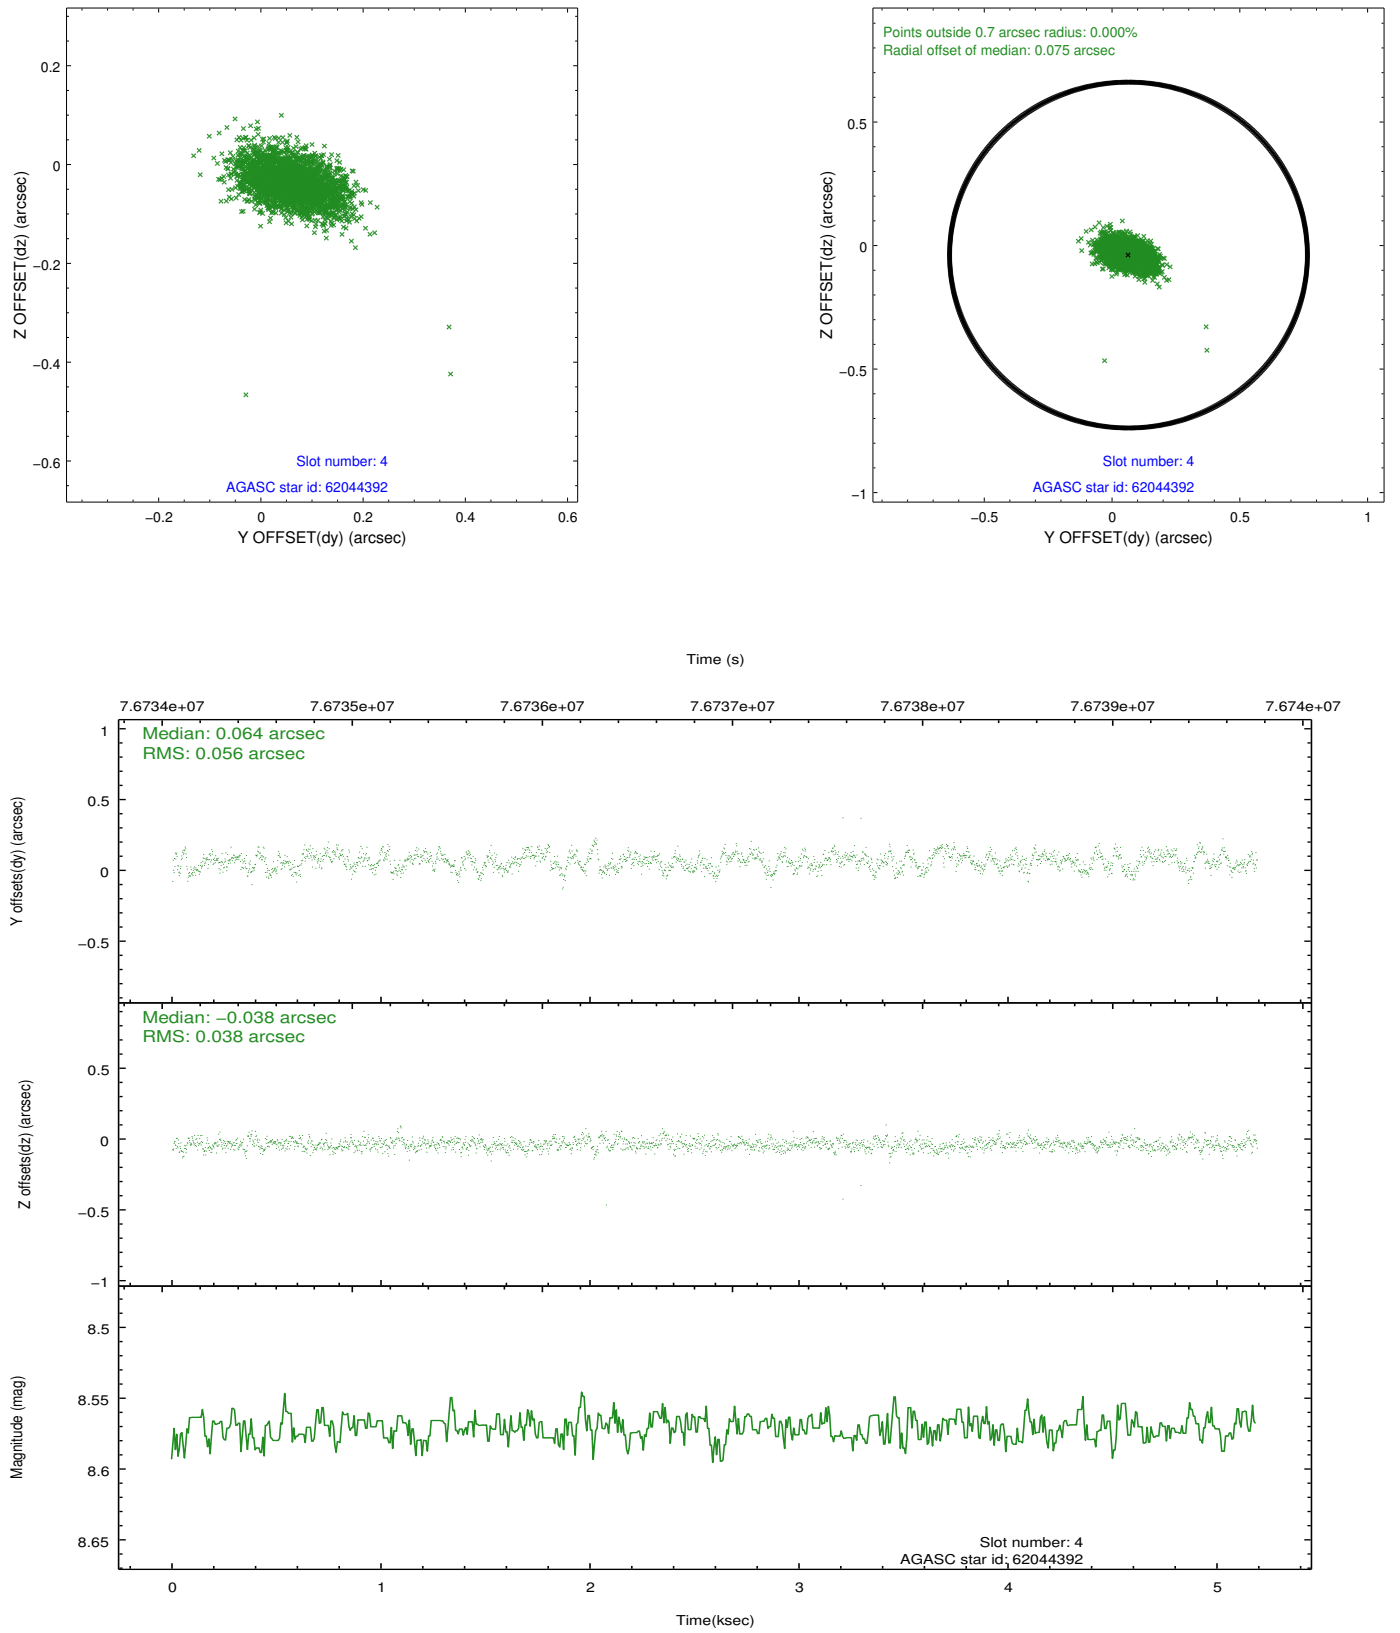 0.2
0
−0.2
−0.4
−0.6
Z OFFSET(dz) (arcsec)
Slot number: 4
AGASC star id: 62044392
−0.2 0 0.2 0.4 0.6
Y OFFSET(dy) (arcsec)
Points outside 0.7 arcsec radius: 0.000%
Radial offset of median: 0.075 arcsec
0.5
0
−0.5
−1
Z OFFSET(dz) (arcsec)
Slot number: 4
AGASC star id: 62044392
−0.5 0 0.5 1
Y OFFSET(dy) (arcsec)
Time (s)
7.6734e+07 7.6735e+07 7.6736e+07 7.6737e+07 7.6738e+07 7.6739e+07 7.674e+07
Median: 0.064 arcsec
RMS: 0.056 arcsec
1
0.5
0
−0.5
Y offsets(dy) (arcsec)
Median: −0.038 arcsec
RMS: 0.038 arcsec
0.5
0
−0.5
−1
Z offsets(dz) (arcsec)
8.5
8.55
8.6
8.65
Magnitude (mag)
Slot number: 4
AGASC star id: 62044392
0 1 2 3 4 5
Time(ksec)